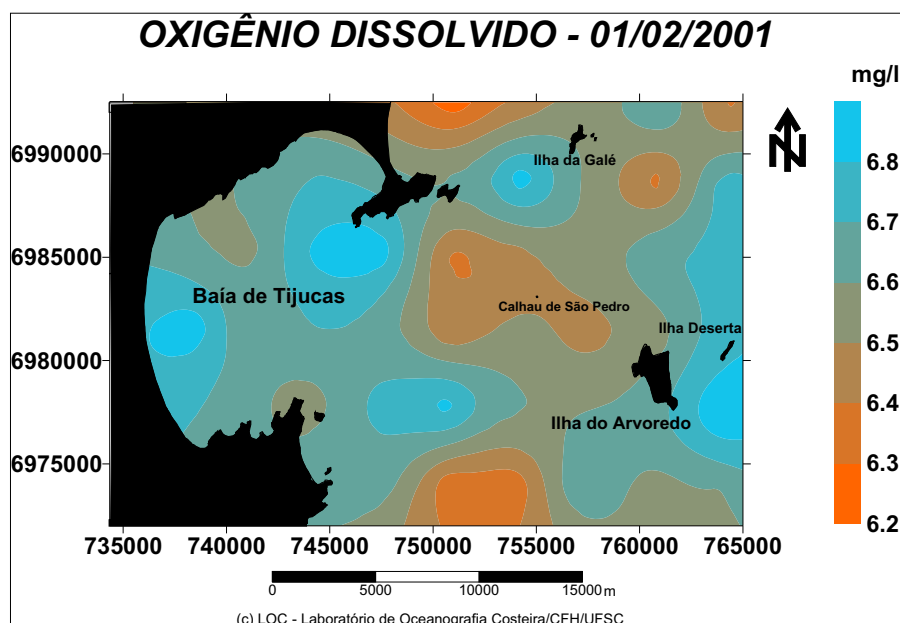 OXIGÊNIO DISSOLVIDO - 01/02/2001
mg/l
N
6990000
6985000
6980000
6975000
Ilha da Galé
Baía de Tijucas
Calhau de São Pedro
Ilha Deserta
Ilha do Arvoredo
6.8
6.7
6.6
6.5
6.4
6.3
6.2
735000 740000 745000 750000 755000 760000 765000
0 5000 10000 15000 m
(c) LOC - Laboratório de Oceanografia Costeira/CFH/UFSC